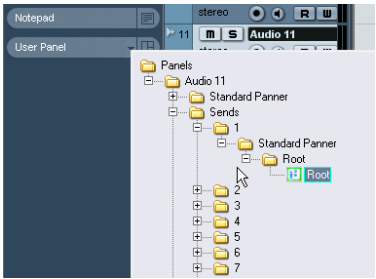 Notepad
stereo
R W
11 m S Audio 11
User Panel
Panels
Audio 11
Standard Panner
Sends
1
Standard Panner
Root
Root
2
3
4
5
6
7